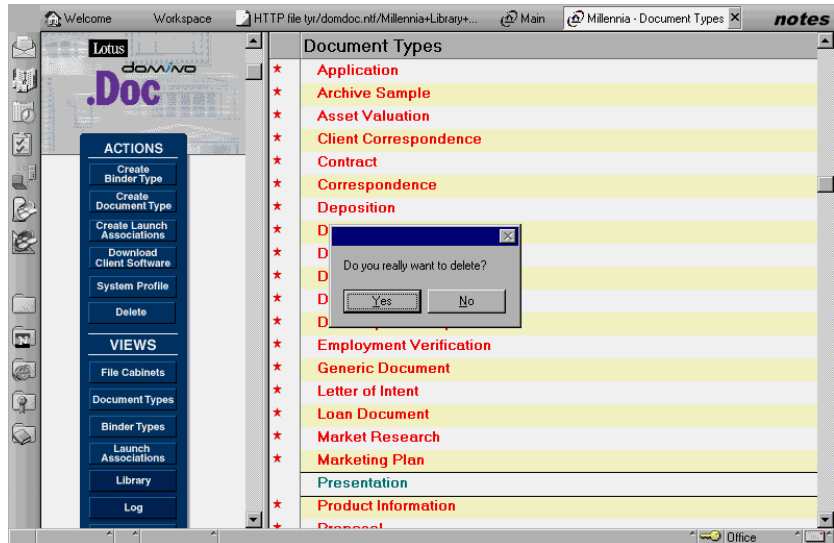 Welcome
Workspace
HTTP file tyr/domdoc.ntf/Millennia+Library+...
Main
Millennia - Document Types
notes
Lotus
domino
.Doc
ACTIONS
Create
Binder Type
Create
Document Type
Create Launch
Associations
Download
Client Software
System Profile
Delete
VIEWS
File Cabinets
Document Types
Binder Types
Launch
Associations
Library
Log
Document Types
Application
Archive Sample
Asset Valuation
Client Correspondence
Contract
Correspondence
Deposition
D
D
D
D
D
Do you really want to delete?
Yes
No
Employment Verification
Generic Document
Letter of Intent
Loan Document
Market Research
Marketing Plan
Presentation
Product Information
Proposal
Office